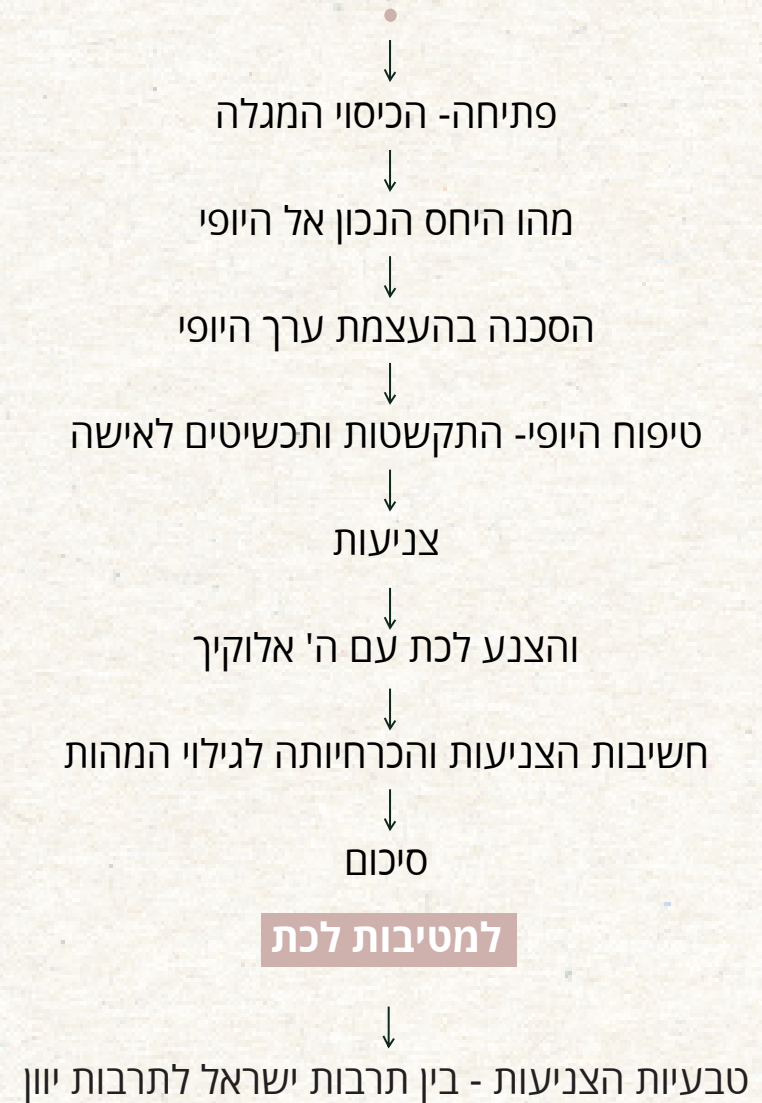 פתיחה- הכיסוי המגלה
מהו היחס הנכון אל היופי
הסכנה בהעצמת ערך היופי
טיפוח היופי- התקשטות ותכשיטים לאישה
צניעות
והצנע לכת עם ה' אלוקיך
חשיבות הצניעות והכרחיותה לגילוי המהות
סיכום
למטיבות לכת
טבעיות הצניעות - בין תרבות ישראל לתרבות יוון